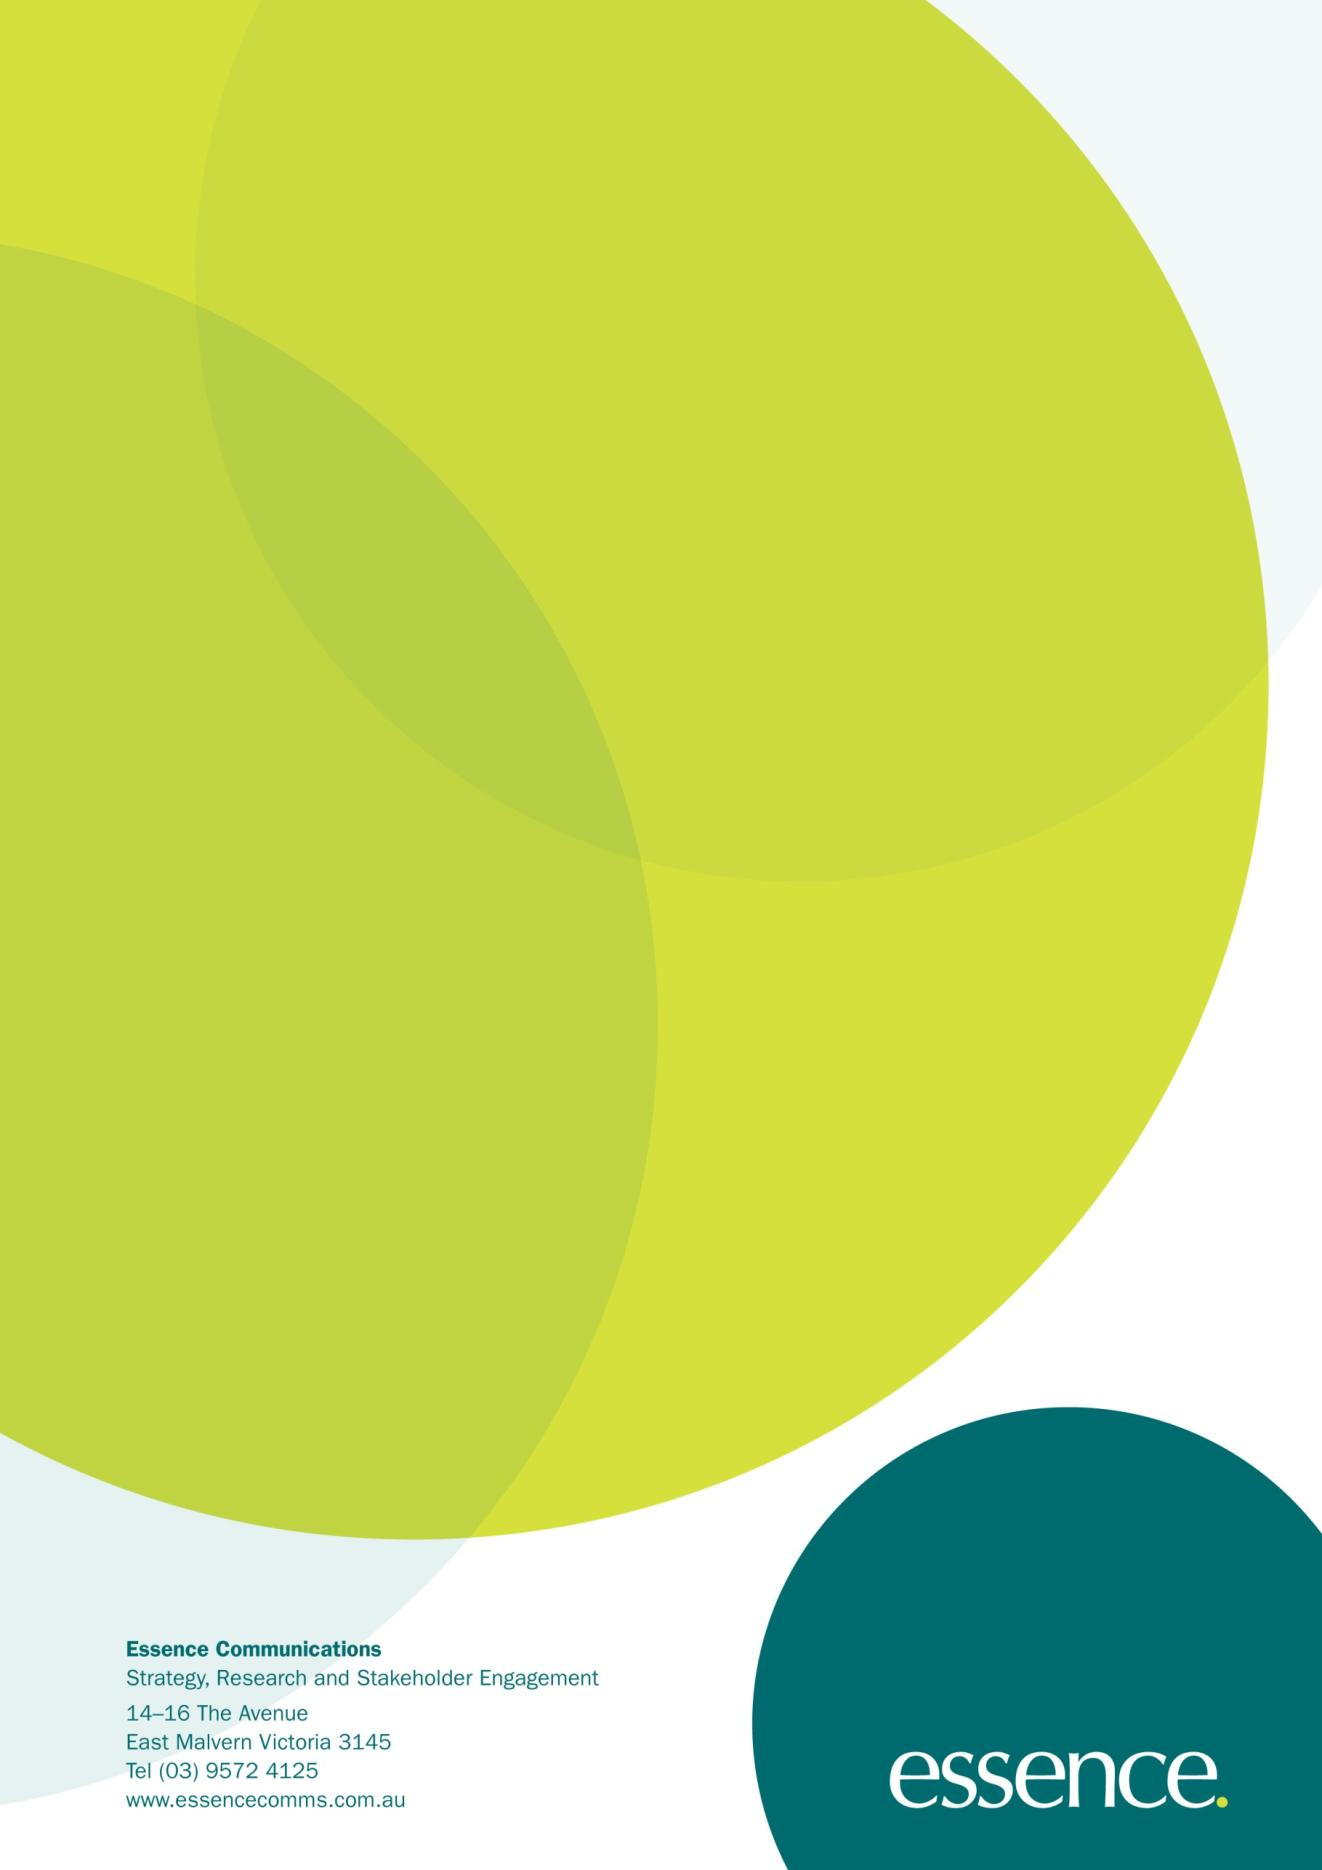 Essence Communications
Strategy, Research and Stakeholder Engagement
14–16 The Avenue
East Malvern Victoria 3145
Tel (03) 9572 4125
www.essencecomms.com.au
essence.